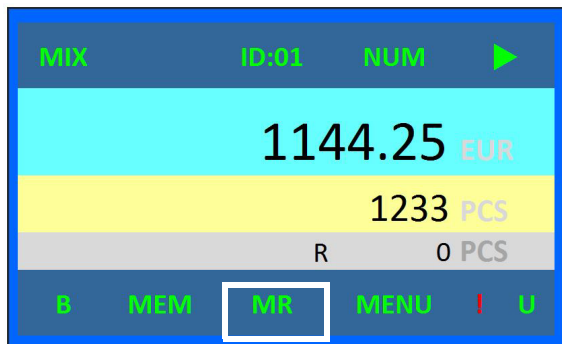 MIX ID:01 NUM
1144.25 EUR
1233 PCS
R 0 PCS
B MEM MR MENU ! U